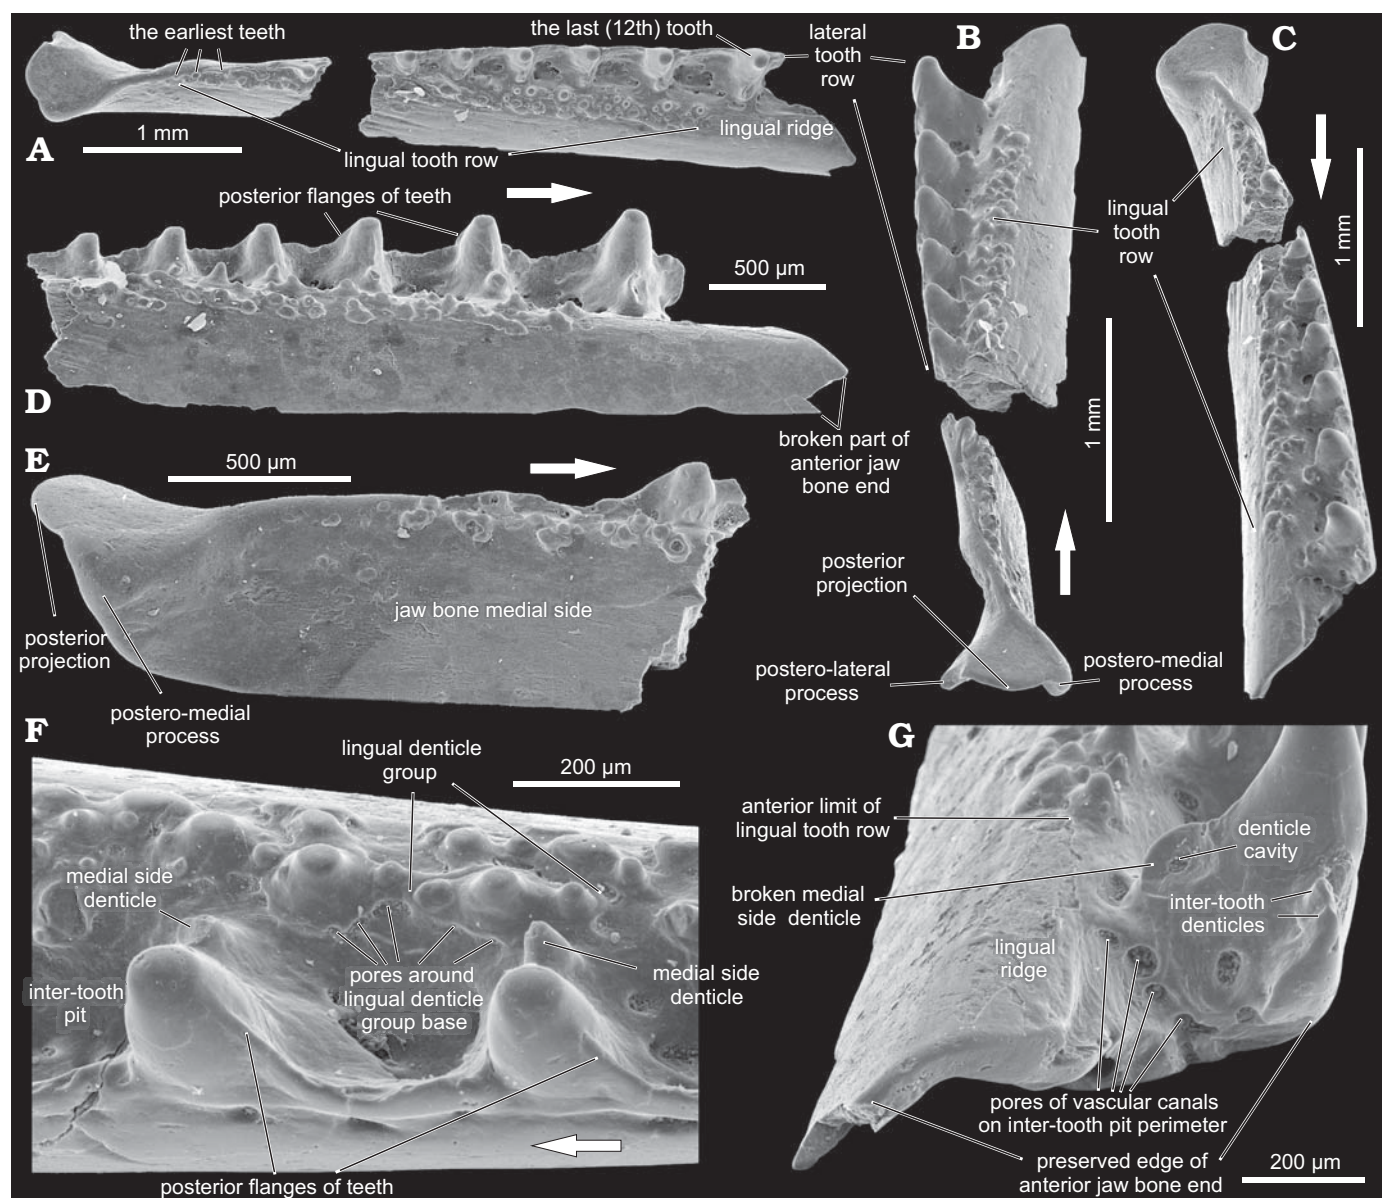 the earliest teeth
the last (12th) tooth
lateral
tooth
row
B
C
1 mm
A
lingual tooth row
lingual ridge
posterior flanges of teeth
lingual
tooth
row
1 mm
500 µm
D
broken part of
anterior jaw
bone end
1 mm
E
500 µm
jaw bone medial side
posterior
projection
postero-medial
process
posterior
projection
postero-lateral
process
postero-medial
process
F
lingual denticle
group
200 µm
medial side
denticle
inter-tooth
pit
pores around
lingual denticle
group base
medial side
denticle
posterior flanges of teeth
G
anterior limit of
lingual tooth row
denticle
cavity
broken medial
side denticle
inter-tooth
denticles
lingual
ridge
pores of vascular canals
on inter-tooth pit perimeter
preserved edge of
anterior jaw bone end
200 µm